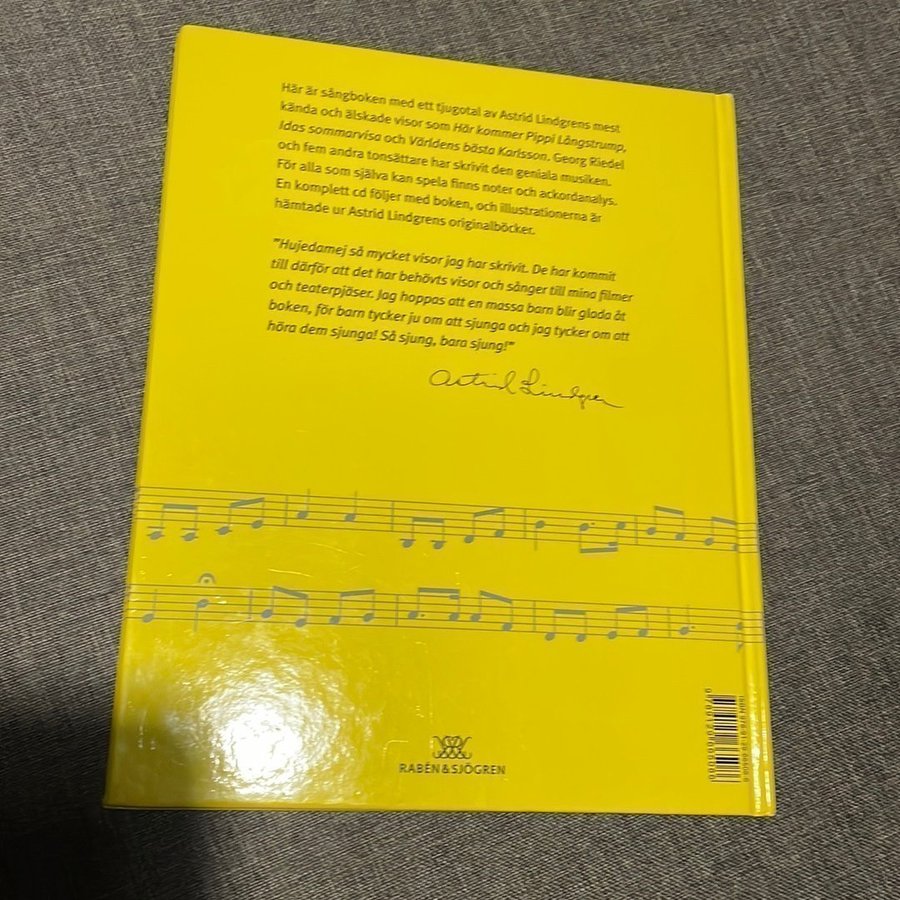 Här är sångboken med ett tjugotal av Astrid Lindgrens mest
kända och älskade visor som Här kommer Pippi Långstrump,
Idas sommarvisa och Världens bästa Karlsson. Georg Riedel
och fem andra tonsättare har skrivit den geniala musiken.
För alla som själva kan spela finns noter och ackordanalys.
En komplett cd följer med boken, och illustrationerna är
hämtade ur Astrid Lindgrens originalböcker.
"Hujedamej så mycket visor jag har skrivit. De har kommit
till därför att det har behövts visor och sånger till mina filmer
och teaterpjäser. Jag hoppas att en massa barn blir glada åt
boken, för barn tycker ju om att sjunga och jag tycker om att
höra dem sjunga! Så sjung, bara sjung!"
Astrid Lindgren
RABÉN&SJÖGREN